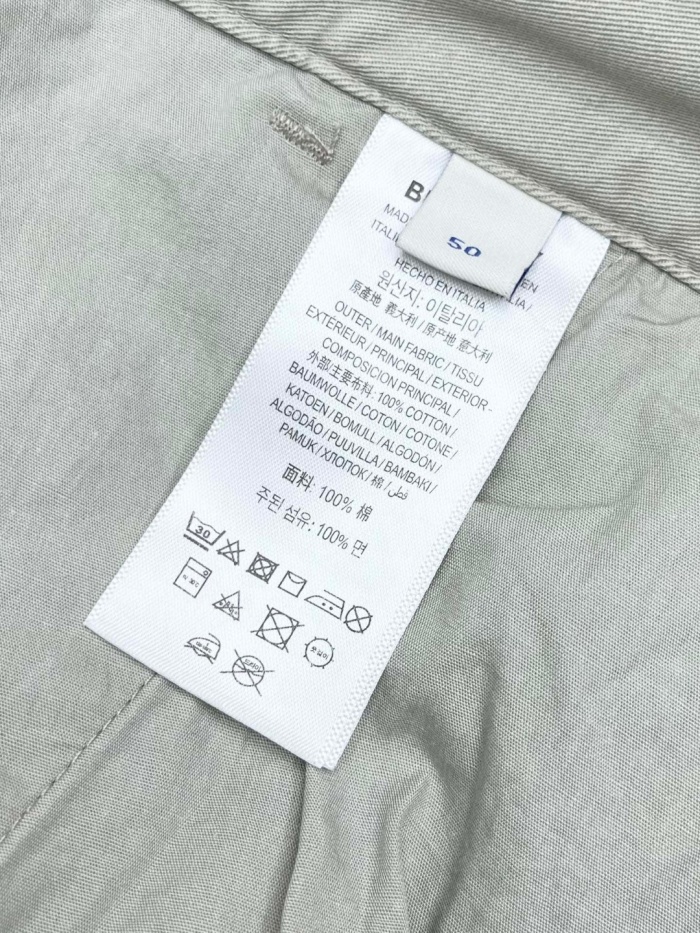 50
HECHO EN ITALIA
원산지: 이탈리아
原產地 義大利 / 原产地 意大利
OUTER / MAIN FABRIC / TISSU
EXTÉRIEUR / PRINCIPAL / EXTERIOR -
COMPOSICION PRINCIPAL /
外部/主要布料: 100% COTTON /
BAUMWOLLE / COTON / COTONE /
KATOEN / BOMULL / ALGODÓN /
ALGODÃO / PUUVILLA / BAMBAKI /
PAMUK / ХЛОПОК / 棉 / قطن
面料: 100% 棉
주된 섬유: 100% 면
30